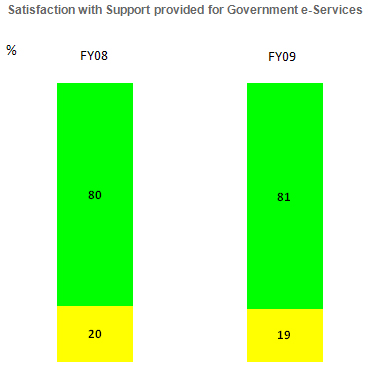 Satisfaction with Support provided for Government e-Services
%
FY08 FY09
80 81
20 19